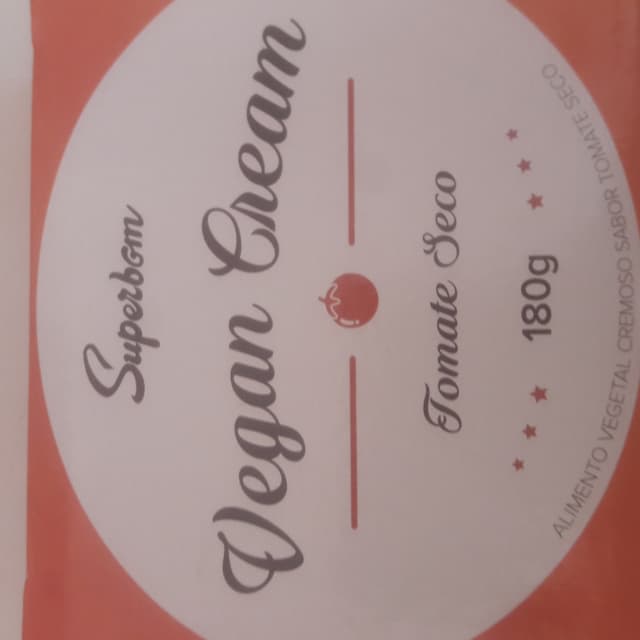 Superbom
Vegan Cream
Tomate Seco
180g
ALIMENTO VEGETAL CREMOSO SABOR TOMATE SECO